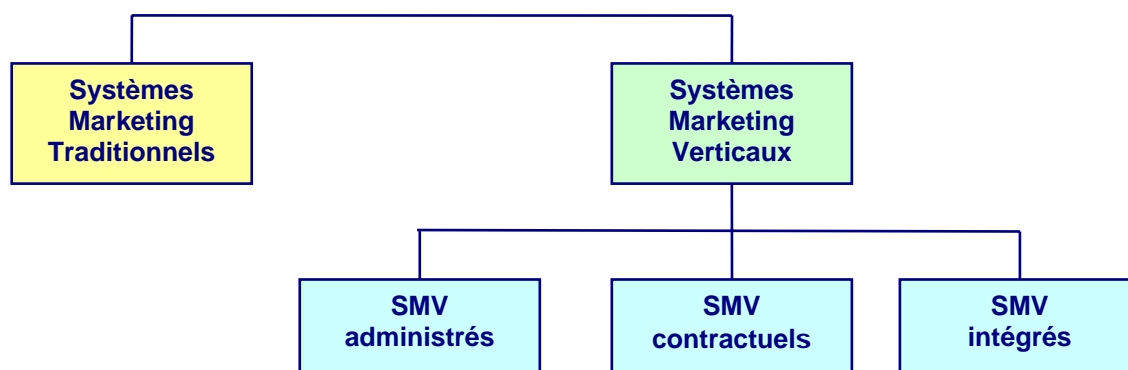 Systèmes
Marketing
Traditionnels
Systèmes
Marketing
Verticaux
SMV
administrés
SMV
contractuels
SMV
intégrés